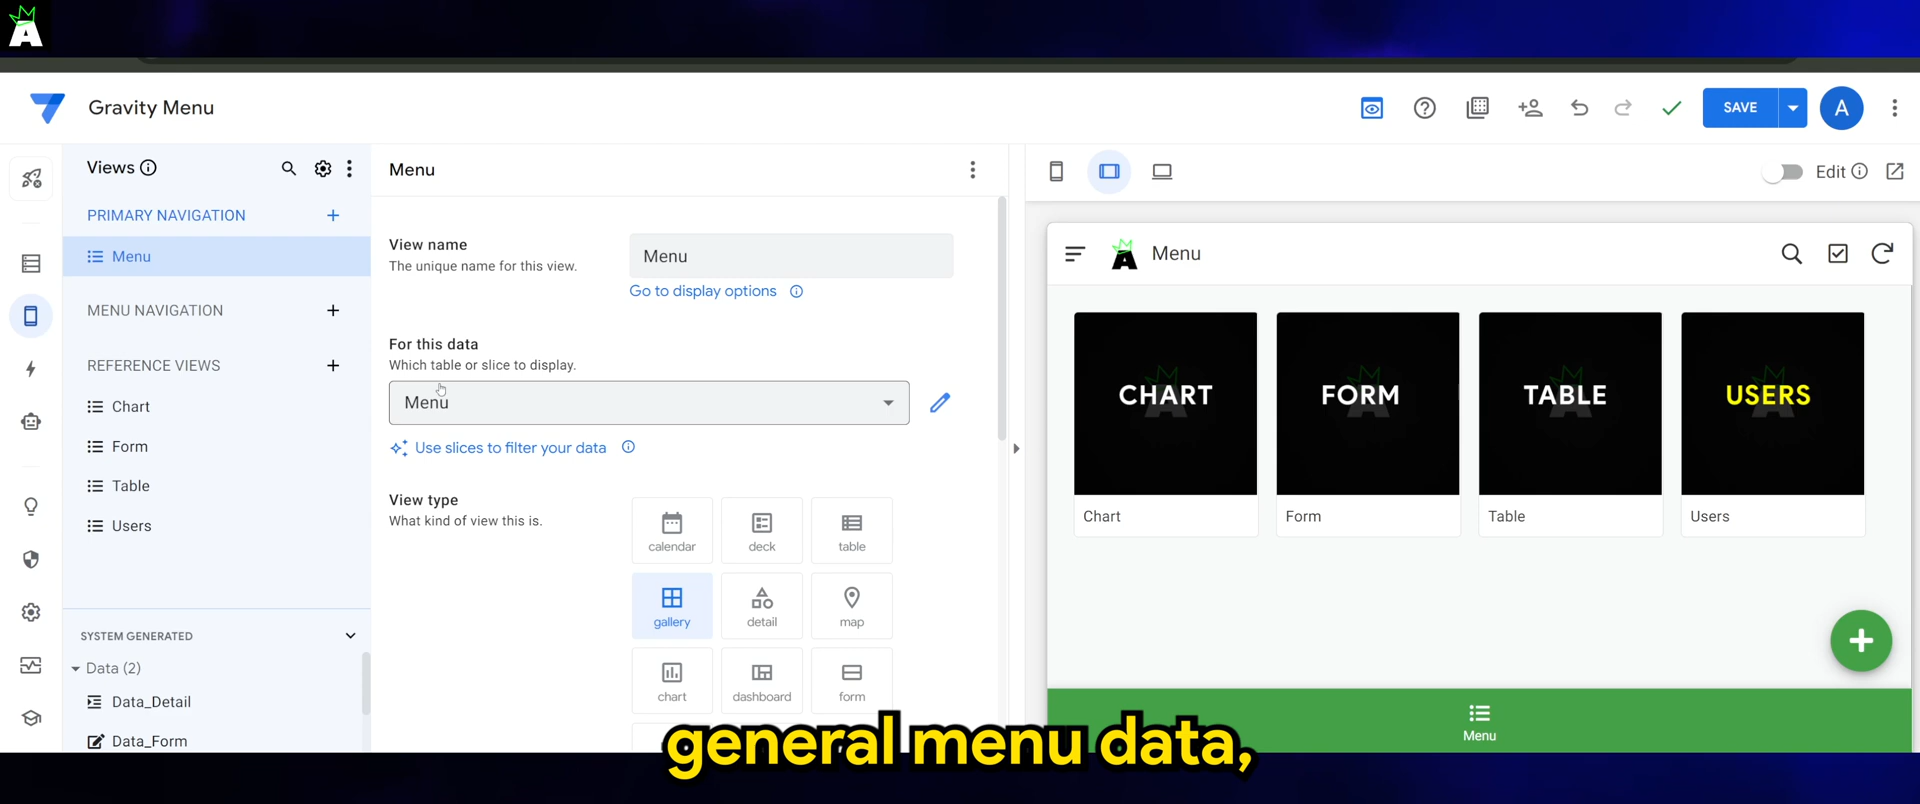 A
Gravity Menu
SAVE
A
Views
PRIMARY NAVIGATION
Menu
MENU NAVIGATION
REFERENCE VIEWS
Chart
Form
Table
Users
SYSTEM GENERATED
Data (2)
Data_Detail
Data_Form
Menu
View name
The unique name for this view.
Menu
Go to display options
For this data
Which table or slice to display.
Menu
Use slices to filter your data
View type
What kind of view this is.
calendar
deck
table
gallery
detail
map
chart
dashboard
form
Edit
A
Menu
CHART
FORM
TABLE
USERS
Chart
Form
Table
Users
Menu
general menu data,